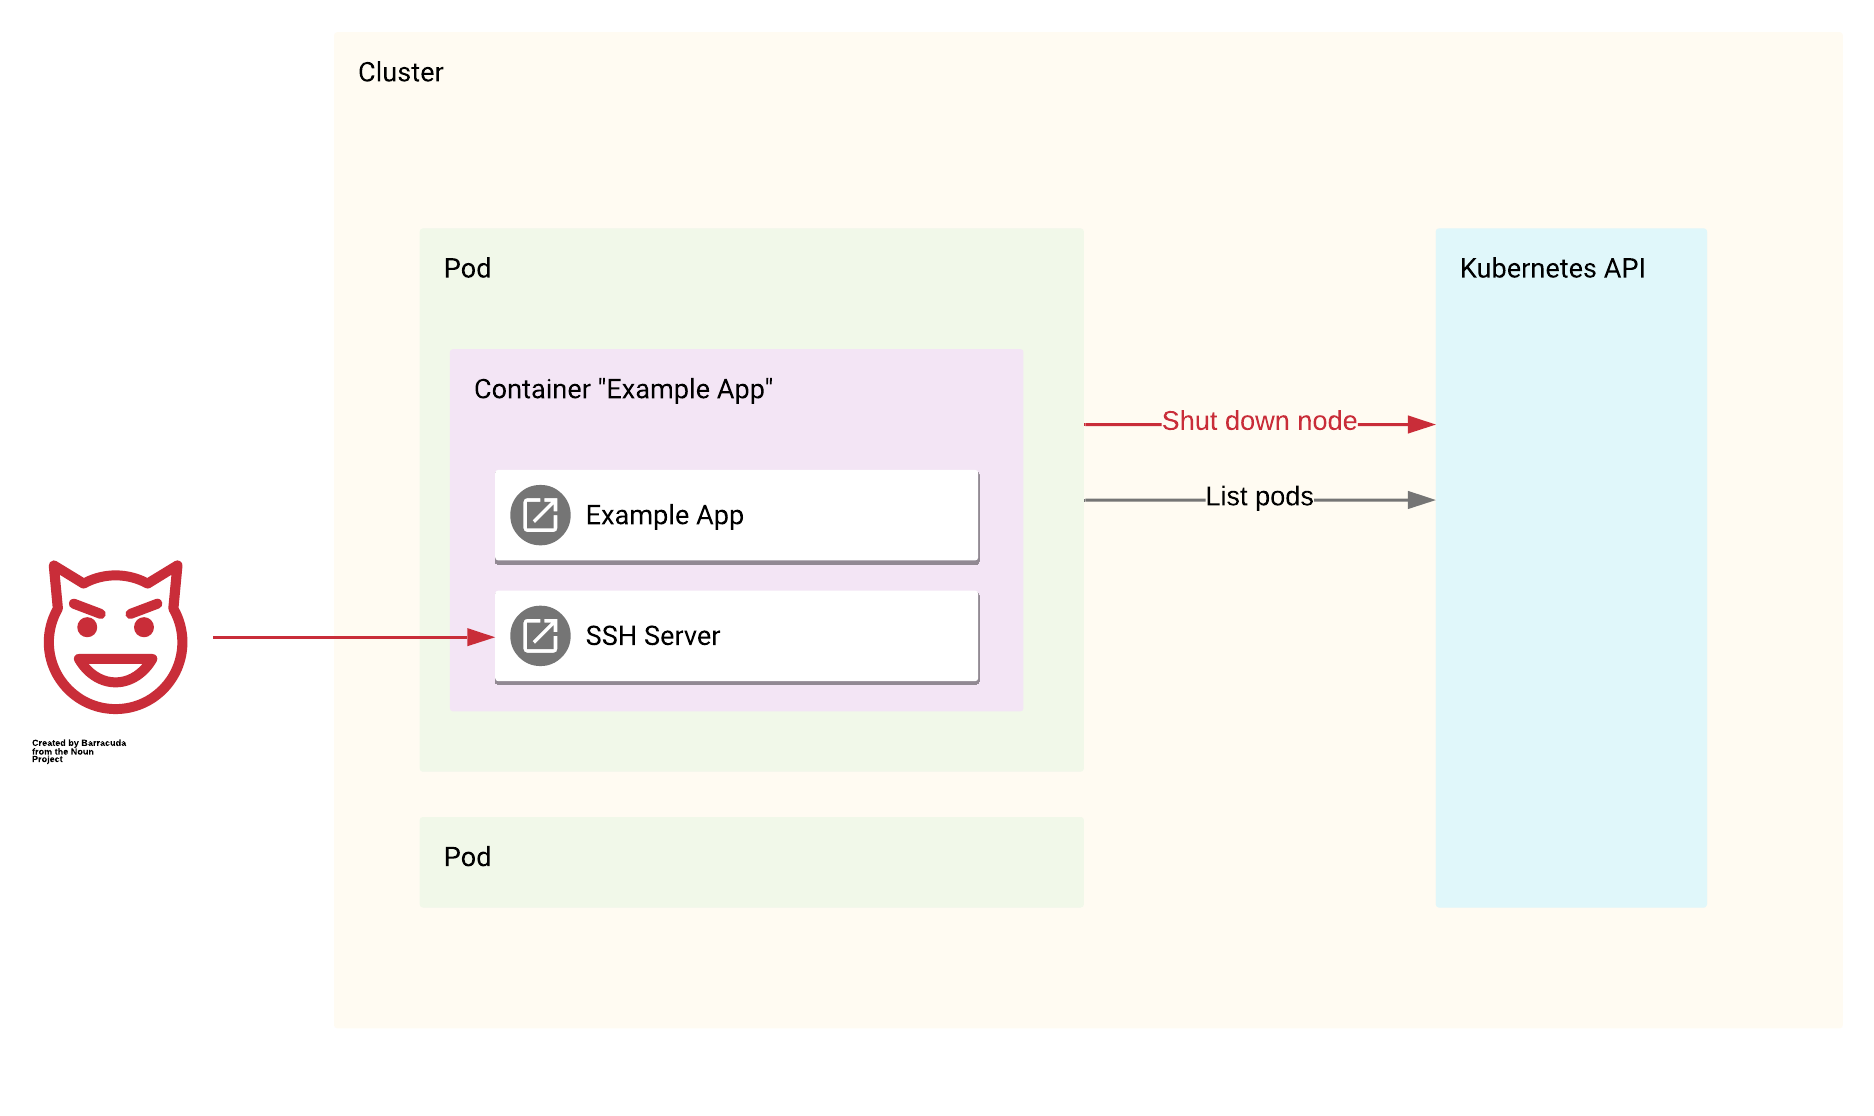 Cluster
Pod
Kubernetes API
Container "Example App"
Shut down node
List pods
Example App
SSH Server
Created by Barracuda
from the Noun
Project
Pod